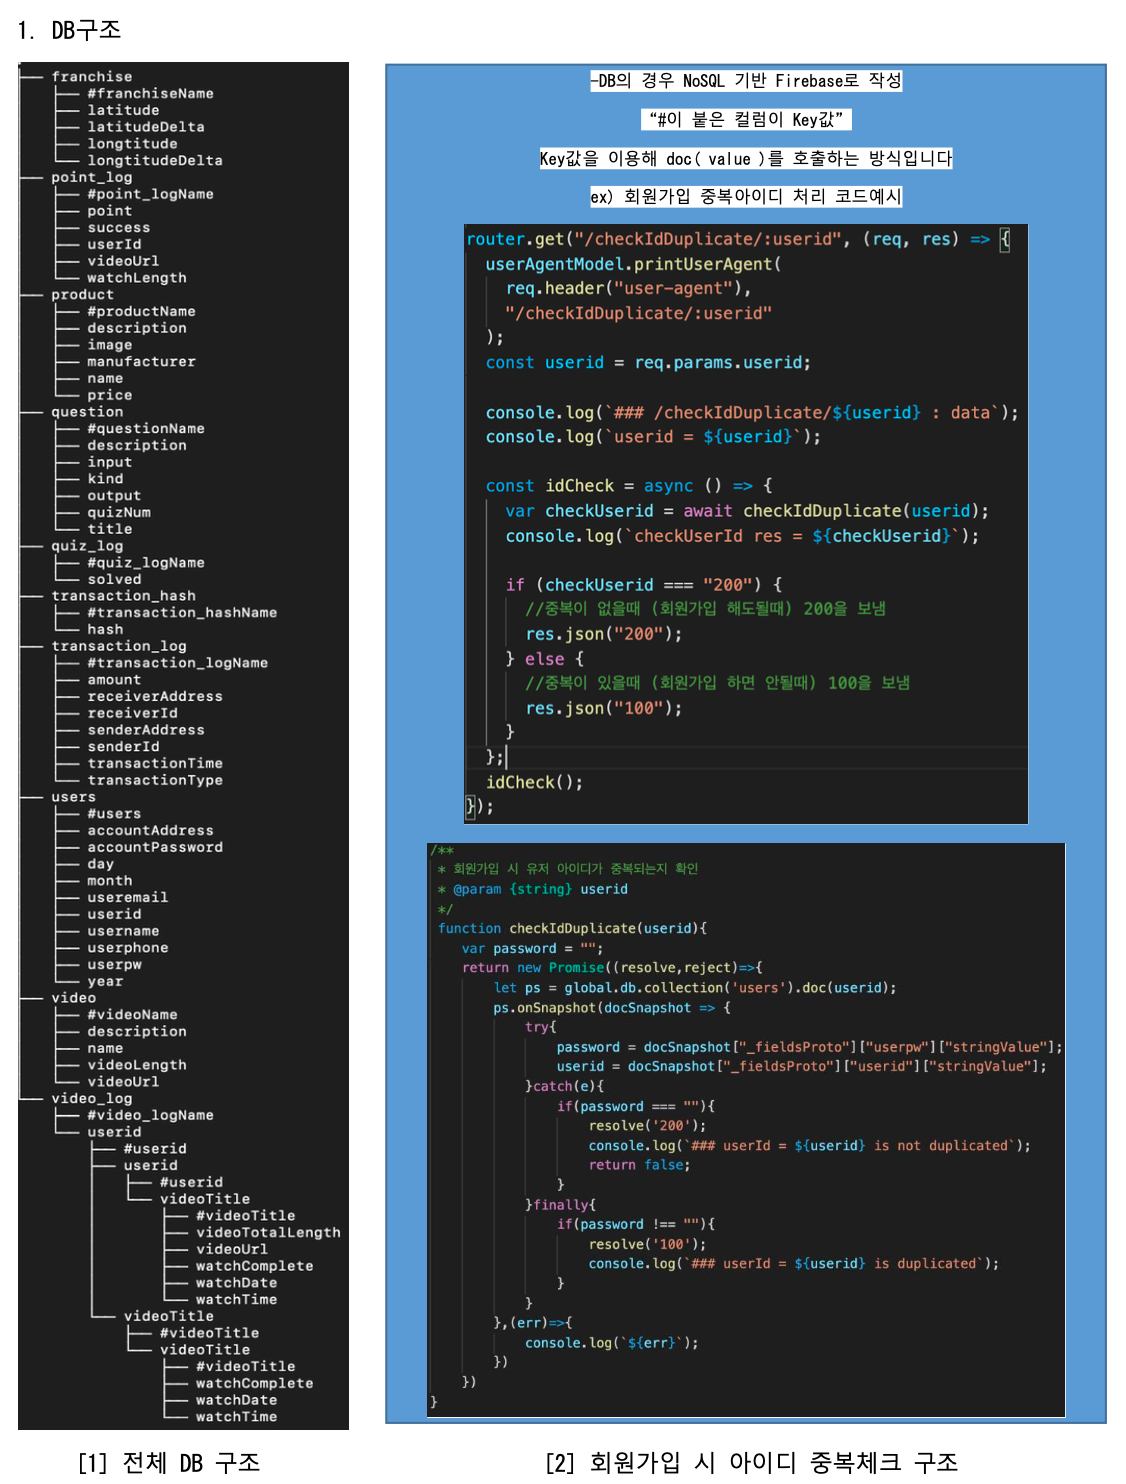 1. DB구조
franchise
#franchiseName
latitude
latitudeDelta
longtitude
longtitudeDelta
point_log
#point_logName
point
success
userId
videoUrl
watchLength
product
#productName
description
image
manufacturer
name
price
question
#questionName
description
input
kind
output
quizNum
title
quiz_log
#quiz_logName
solved
transaction_hash
#transaction_hashName
hash
transaction_log
#transaction_logName
amount
receiverAddress
receiverId
senderAddress
senderId
transactionTime
transactionType
users
#users
accountAddress
accountPassword
day
month
useremail
userid
username
userphone
userpw
year
video
#videoName
description
name
videoLength
videoUrl
video_log
#video_logName
userid
#userid
userid
#userid
videoTitle
#videoTitle
videoTotalLength
videoUrl
watchComplete
watchDate
watchTime
videoTitle
#videoTitle
videoTitle
#videoTitle
watchComplete
watchDate
watchTime
[1] 전체 DB 구조
-DB의 경우 NoSQL 기반 Firebase로 작성
“#이 붙은 컬럼이 Key값”
Key값을 이용해 doc( value )를 호출하는 방식입니다
ex) 회원가입 중복아이디 처리 코드예시
router.get("/checkIdDuplicate/:userid", (req, res) => {
userAgentModel.printUserAgent(
req.header("user-agent"),
"/checkIdDuplicate/:userid"
);
const userid = req.params.userid;
console.log(`### /checkIdDuplicate/${userid} : data`);
console.log(`userid = ${userid}`);
const idCheck = async () => {
var checkUserid = await checkIdDuplicate(userid);
console.log(`checkUserId res = ${checkUserid}`);
if (checkUserid === "200") {
//중복이 없을때 (회원가입 해도될때) 200을 보냄
res.json("200");
} else {
//중복이 있을때 (회원가입 하면 안될때) 100을 보냄
res.json("100");
}
};
idCheck();
});
/**
* 회원가입 시 유저 아이디가 중복되는지 확인
* @param {string} userid
*/
function checkIdDuplicate(userid){
var password = "";
return new Promise((resolve,reject)=>{
let ps = global.db.collection('users').doc(userid);
ps.onSnapshot(docSnapshot => {
try{
password = docSnapshot["_fieldsProto"]["userpw"]["stringValue"];
userid = docSnapshot["_fieldsProto"]["userid"]["stringValue"];
}catch(e){
if(password === ""){
resolve('200');
console.log(`### userId = ${userid} is not duplicated`);
return false;
}
}finally{
if(password !== ""){
resolve('100');
console.log(`### userId = ${userid} is duplicated`);
}
}
},(err)=>{
console.log(`${err}`);
})
})
}
[2] 회원가입 시 아이디 중복체크 구조